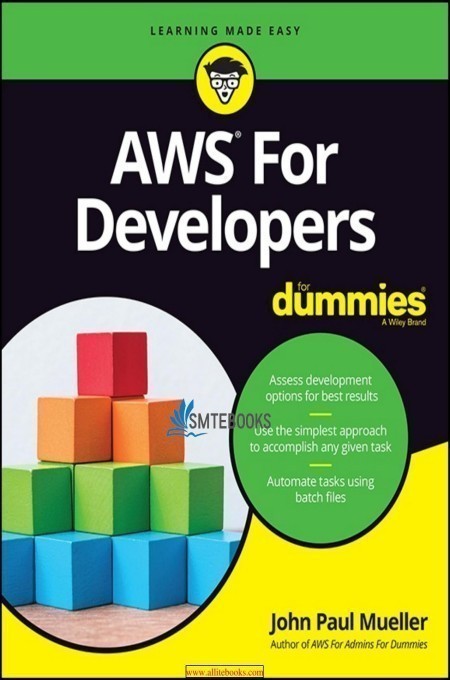 LEARNING MADE EASY
AWS® For
Developers
for
dummies®
A Wiley Brand
Assess development
options for best results
SMTEBOOKS
Use the simplest approach
to accomplish any given task
Automate tasks using
batch files
John Paul Mueller
Author of AWS For Admins For Dummies
www.allitebooks.com